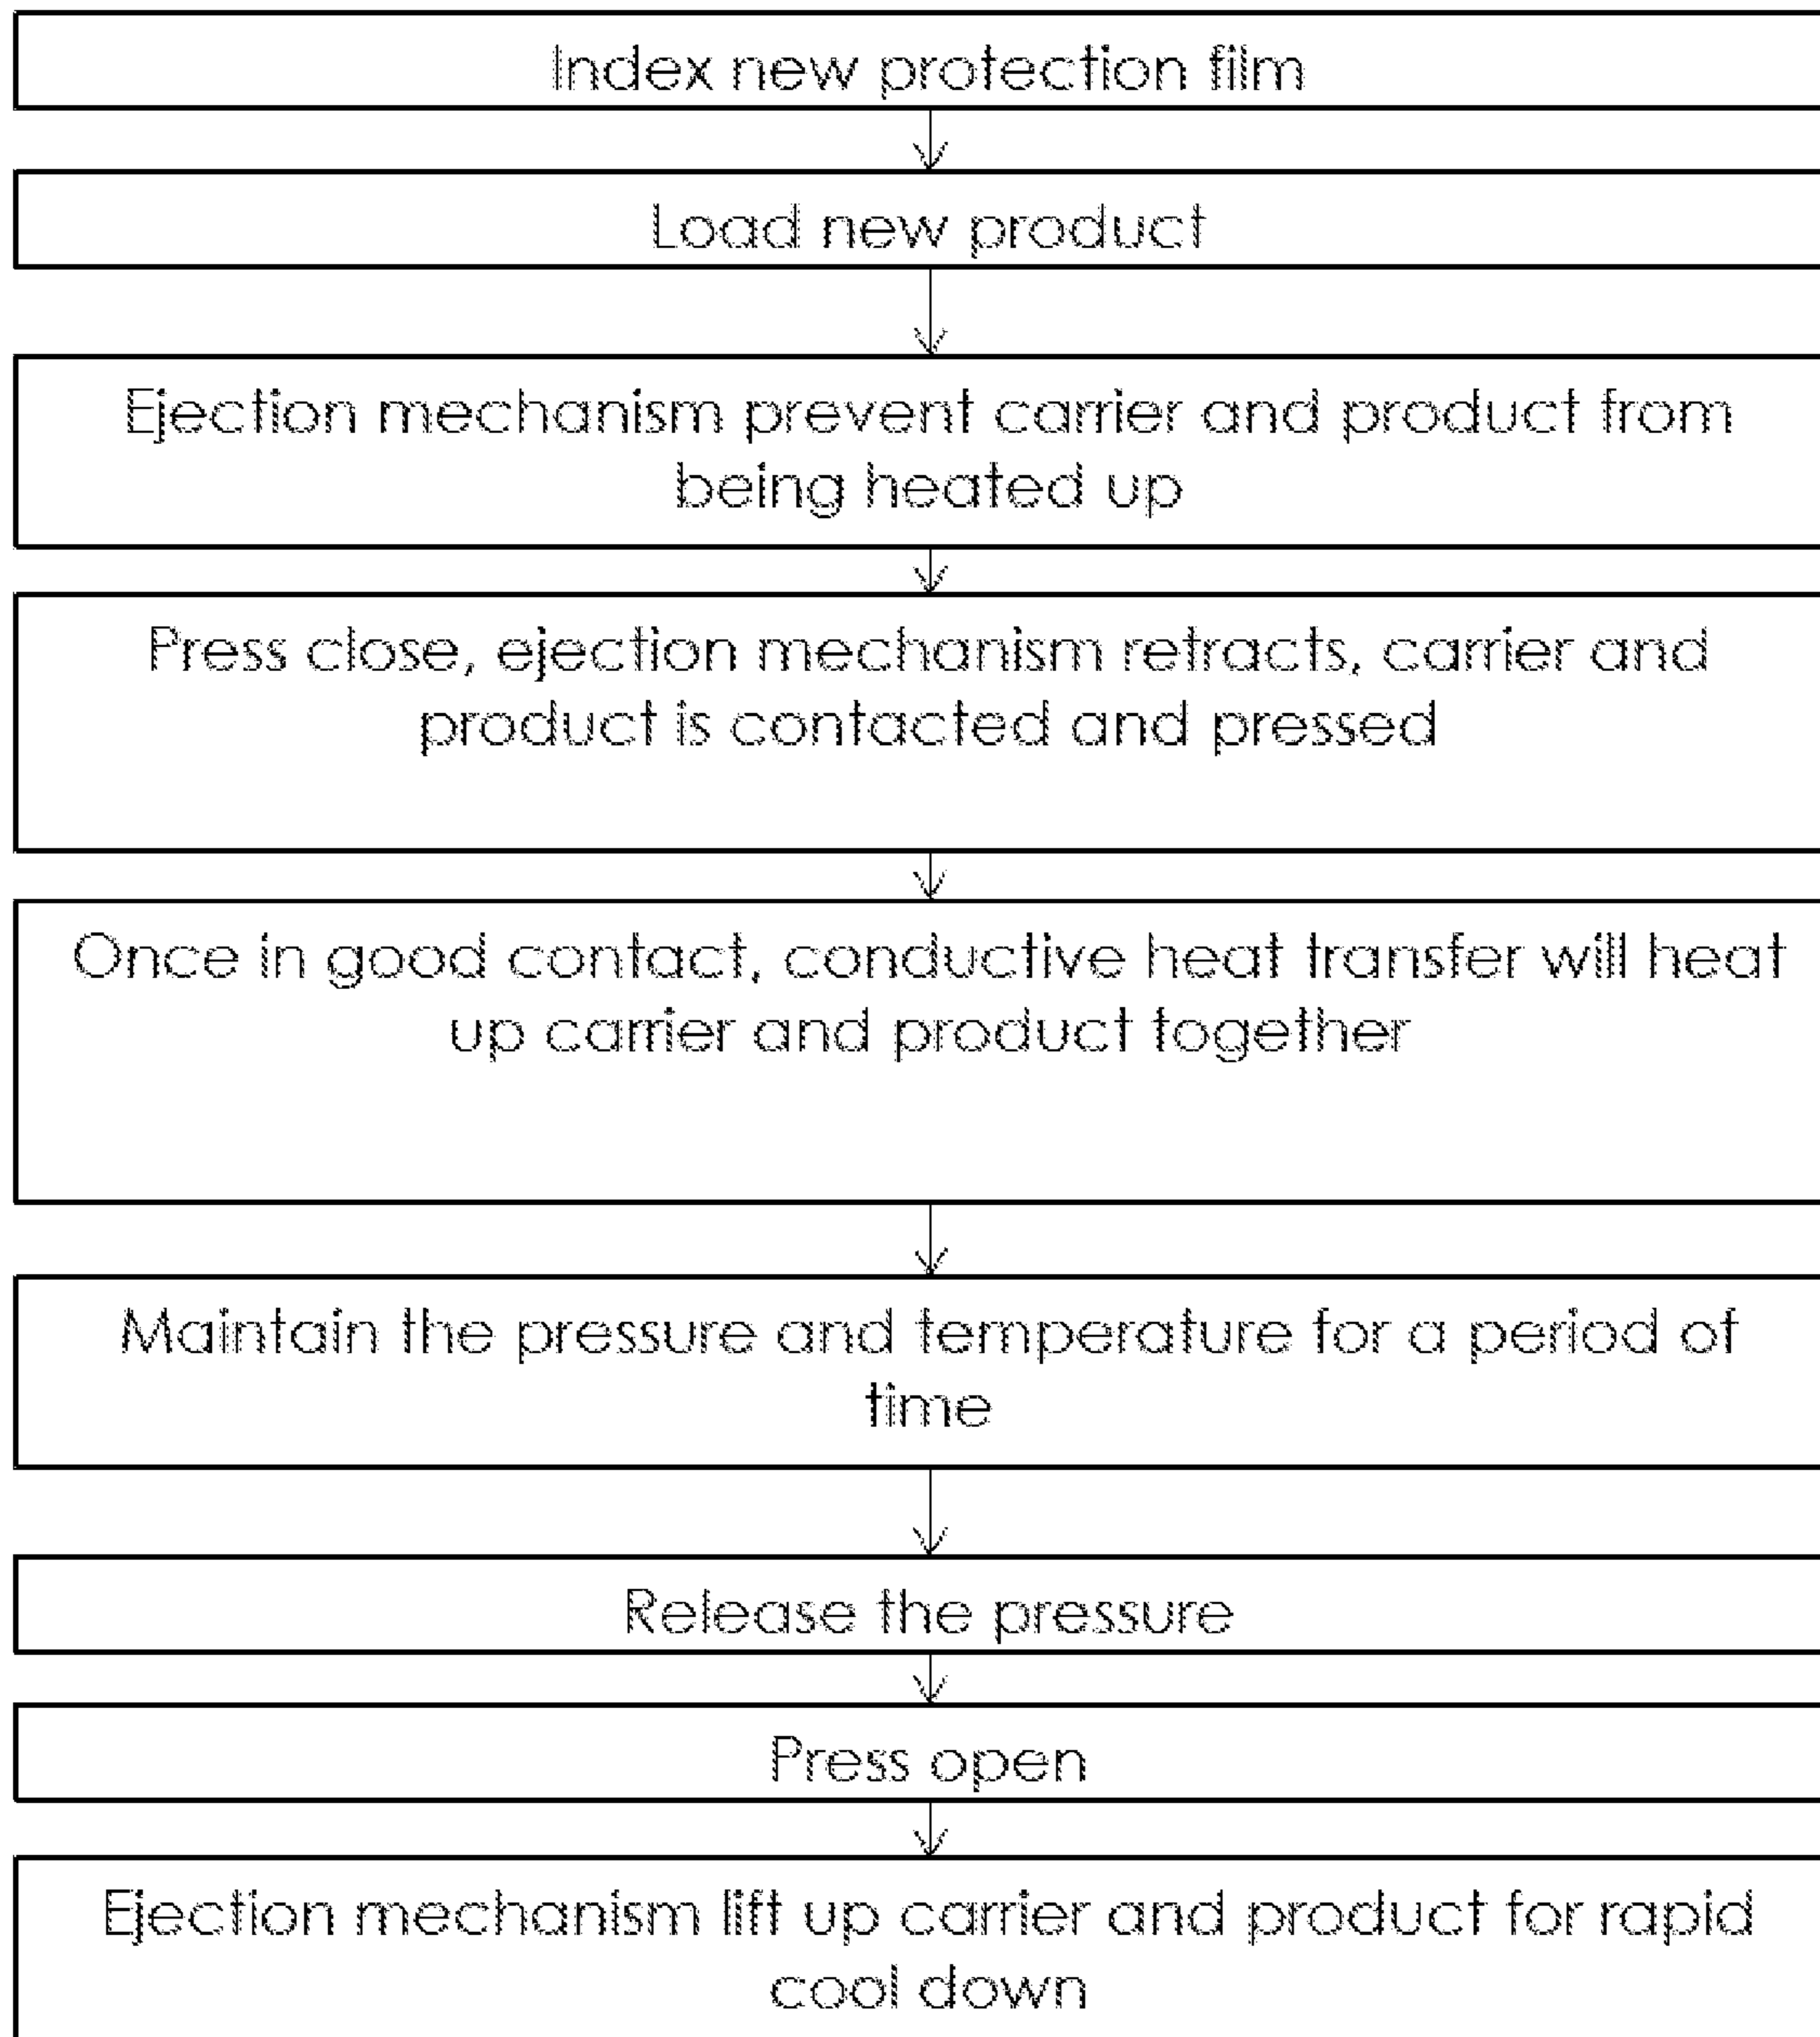 Index new protection film
Load new product
Ejection mechanism prevent carrier and product from
being heated up
Press close, ejection mechanism retracts, carrier and
product is contacted and pressed
Once in good contact, conductive heat transfer will heat
up carrier and product together
Maintain the pressure and temperature for a period of
time
Release the pressure
Press open
Ejection mechanism lift up carrier and product for rapid
cool down